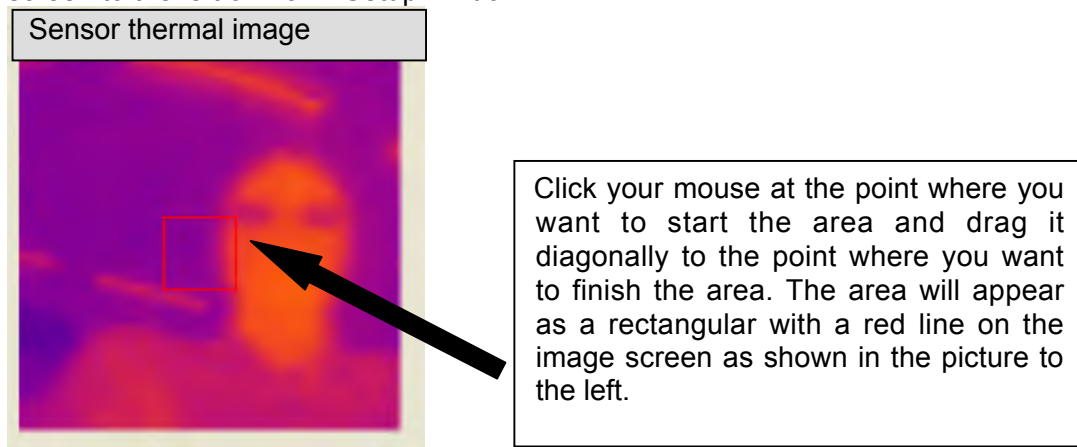 Sensor thermal image
Click your mouse at the point where you
want to start the area and drag it
diagonally to the point where you want
to finish the area. The area will appear
as a rectangular with a red line on the
image screen as shown in the picture to
the left.